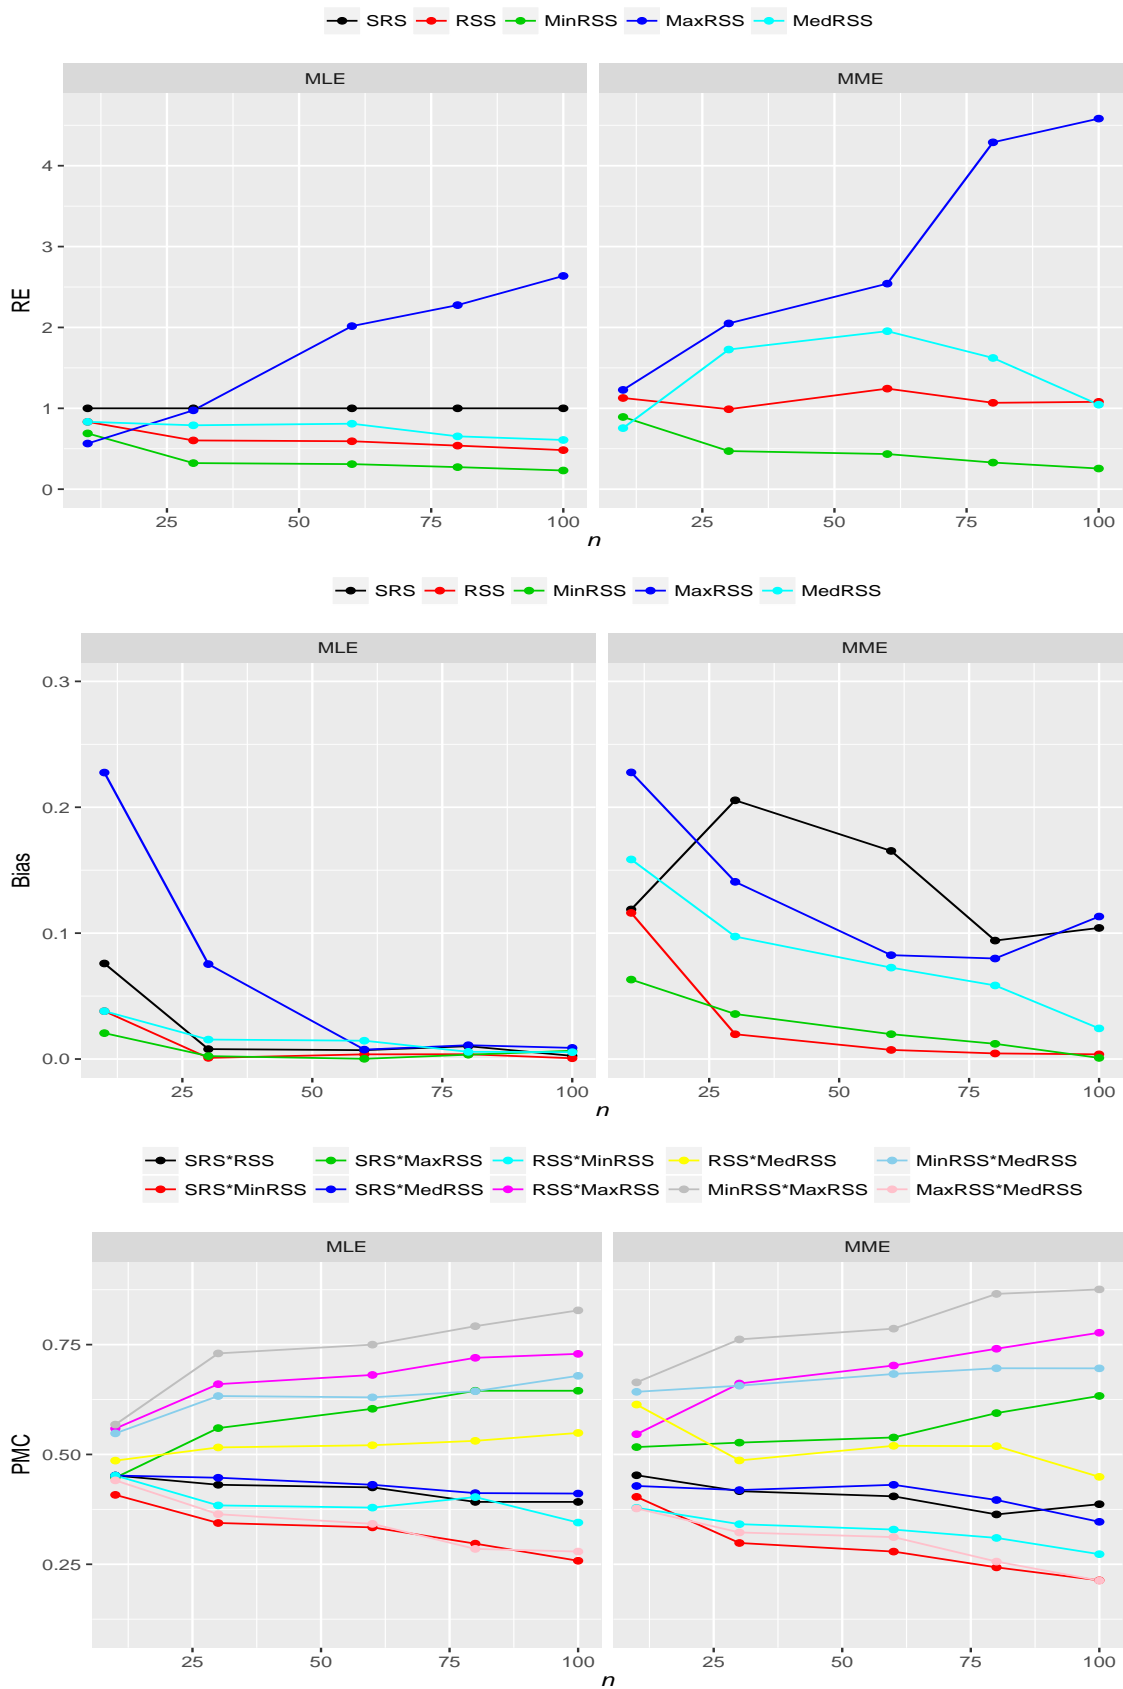 SRS RSS MinRSS MaxRSS MedRSS
MLE MME
4
3
2
1
0
RE
25 50 75 100 25 50 75 100
n
SRS RSS MinRSS MaxRSS MedRSS
MLE MME
0.3
0.2
0.1
0.0
Bias
25 50 75 100 25 50 75 100
n
SRS*RSS SRS*MaxRSS RSS*MinRSS RSS*MedRSS MinRSS*MedRSS
SRS*MinRSS SRS*MedRSS RSS*MaxRSS MinRSS*MaxRSS MaxRSS*MedRSS
MLE MME
0.75
0.50
0.25
PMC
25 50 75 100 25 50 75 100
n